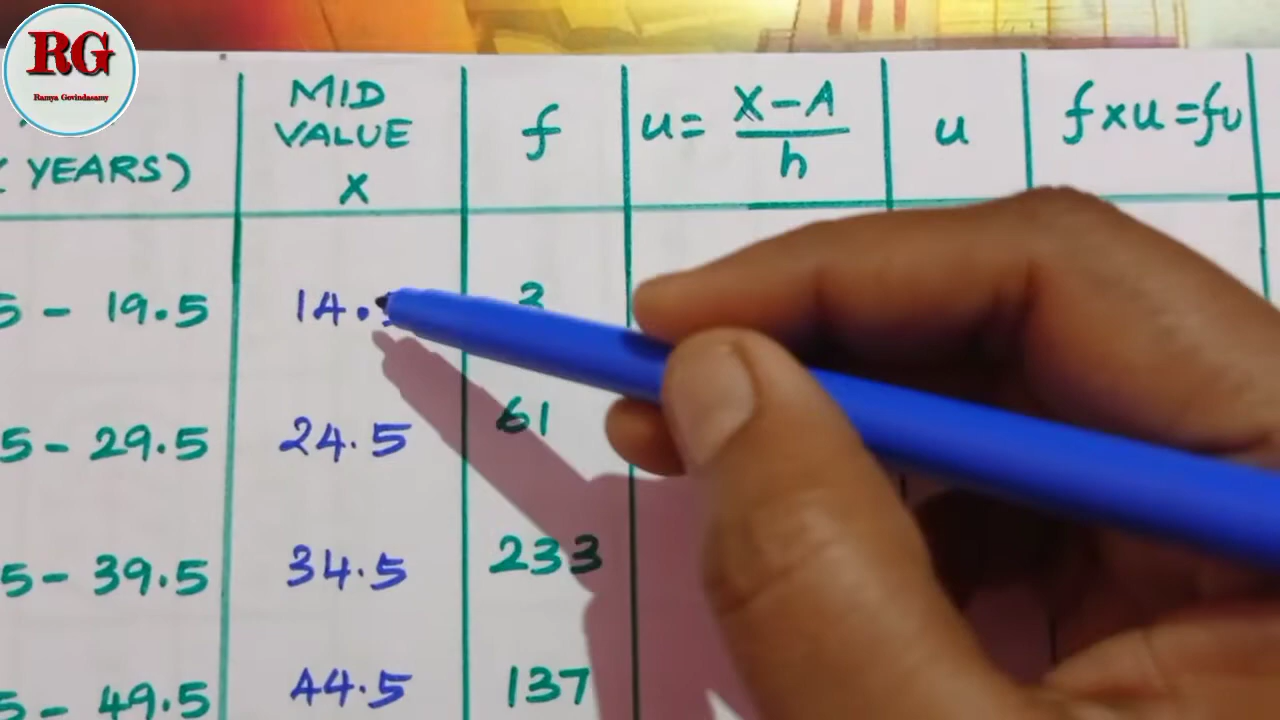 RG
Ramya Govindasamy
(YEARS) MID VALUE X f u = X-A/h u f x u = fu
5 - 19.5 14. 3
5 - 29.5 24.5 61
5 - 39.5 34.5 233
5 - 49.5 44.5 137